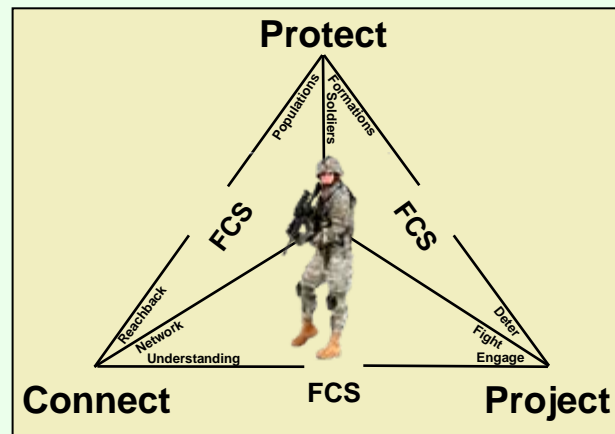 Protect
Populations
Soldiers
Formations
FCS
FCS
Reachback
Network
Understanding
Deter
Fight
Engage
Connect
FCS
Project